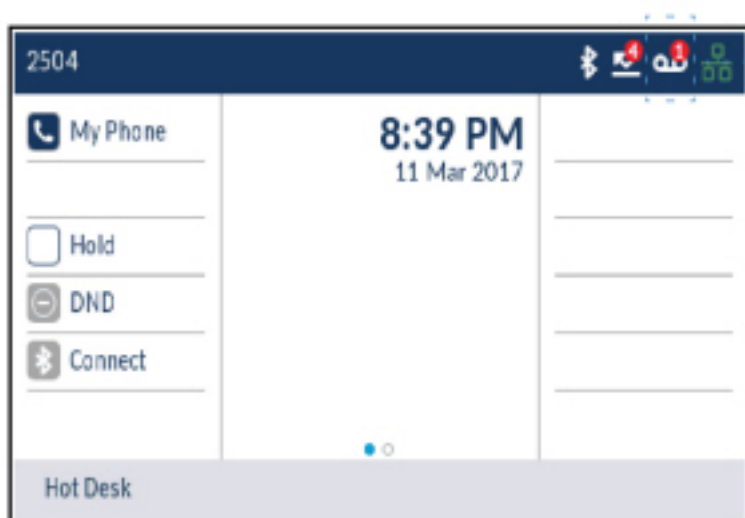 2504
4
1
My Phone
8:39 PM
11 Mar 2017
Hold
DND
Connect
Hot Desk